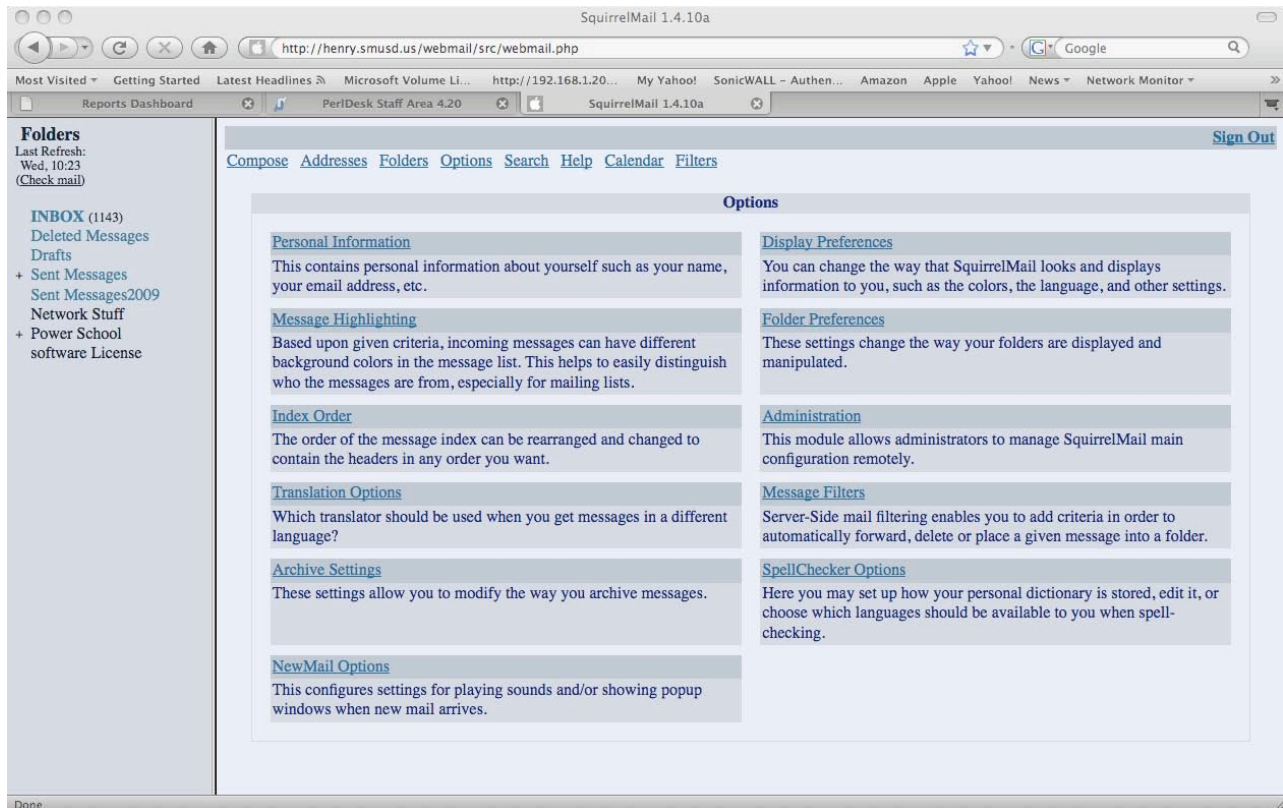 SquirrelMail 1.4.10a
http://henry.smusd.us/webmail/src/webmail.php
Google
Most Visited Getting Started Latest Headlines Microsoft Volume Li... http://192.168.1.20... My Yahoo! SonicWALL - Authen... Amazon Apple Yahoo! News Network Monitor »
Reports Dashboard PerlDesk Staff Area 4.20 SquirrelMail 1.4.10a
Folders
Last Refresh:
Wed, 10:23
(Check mail)
INBOX (1143)
Deleted Messages
Drafts
+ Sent Messages
Sent Messages2009
Network Stuff
+ Power School
software License
Sign Out
Compose Addresses Folders Options Search Help Calendar Filters
Options
Personal Information
This contains personal information about yourself such as your name,
your email address, etc.
Display Preferences
You can change the way that SquirrelMail looks and displays
information to you, such as the colors, the language, and other settings.
Message Highlighting
Based upon given criteria, incoming messages can have different
background colors in the message list. This helps to easily distinguish
who the messages are from, especially for mailing lists.
Folder Preferences
These settings change the way your folders are displayed and
manipulated.
Index Order
The order of the message index can be rearranged and changed to
contain the headers in any order you want.
Administration
This module allows administrators to manage SquirrelMail main
configuration remotely.
Translation Options
Which translator should be used when you get messages in a different
language?
Message Filters
Server-Side mail filtering enables you to add criteria in order to
automatically forward, delete or place a given message into a folder.
Archive Settings
These settings allow you to modify the way you archive messages.
SpellChecker Options
Here you may set up how your personal dictionary is stored, edit it, or
choose which languages should be available to you when spell-
checking.
NewMail Options
This configures settings for playing sounds and/or showing popup
windows when new mail arrives.
Done